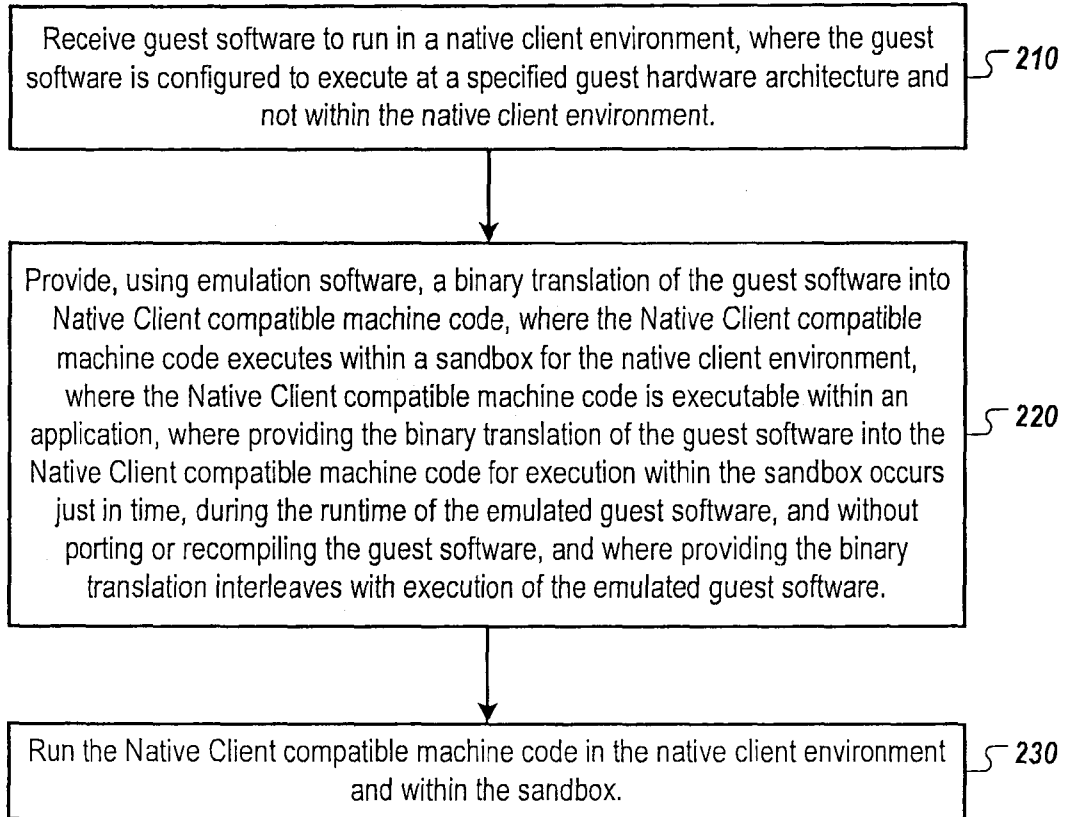 Receive guest software to run in a native client environment, where the guest
software is configured to execute at a specified guest hardware architecture and
not within the native client environment.
210
Provide, using emulation software, a binary translation of the guest software into
Native Client compatible machine code, where the Native Client compatible
machine code executes within a sandbox for the native client environment,
where the Native Client compatible machine code is executable within an
application, where providing the binary translation of the guest software into the
Native Client compatible machine code for execution within the sandbox occurs
just in time, during the runtime of the emulated guest software, and without
porting or recompiling the guest software, and where providing the binary
translation interleaves with execution of the emulated guest software.
220
Run the Native Client compatible machine code in the native client environment
and within the sandbox.
230